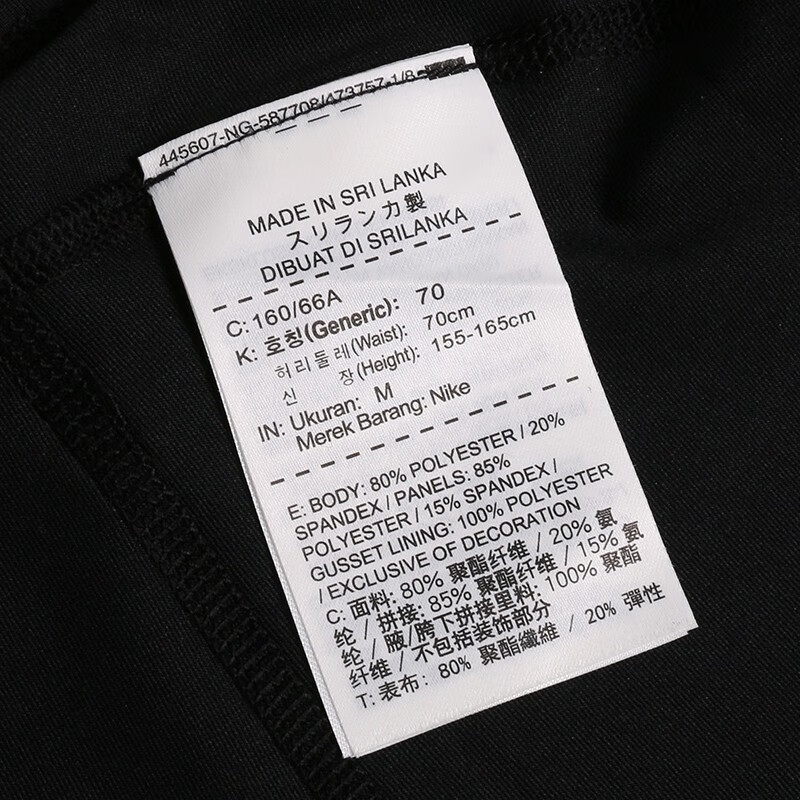 445607-NG-587708/473757-1/8
MADE IN SRI LANKA
スリランカ製
DIBUAT DI SRILANKA
C: 160/66A
K: 호칭(Generic): 70
허리둘레(Waist): 70cm
신 장(Height): 155-165cm
IN: Ukuran: M
Merek Barang: Nike
E: BODY: 80% POLYESTER / 20%
SPANDEX / PANELS: 85%
POLYESTER / 15% SPANDEX /
GUSSET LINING: 100% POLYESTER
/ EXCLUSIVE OF DECORATION
C: 面料: 80% 聚酯纤维 / 20% 氨
纶 / 拼接: 85% 聚酯纤维 / 15% 氨
纶 / 腋/胯下拼接里料: 100% 聚酯
纤维 / 不包括装饰部分
T: 表布: 80% 聚酯纖維 / 20% 彈性